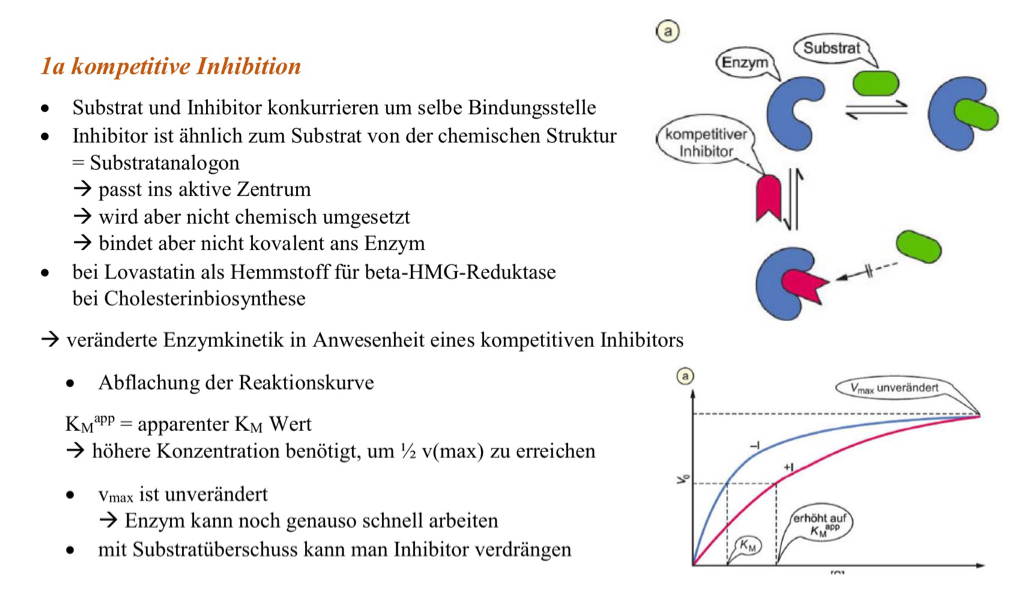 1a kompetitive Inhibition
• Substrat und Inhibitor konkurrieren um selbe Bindungsstelle
• Inhibitor ist ähnlich zum Substrat von der chemischen Struktur
= Substratanalogon
→ passt ins aktive Zentrum
→ wird aber nicht chemisch umgesetzt
→ bindet aber nicht kovalent ans Enzym
• bei Lovastatin als Hemmstoff für beta-HMG-Reduktase
bei Cholesterinbiosynthese
a
Enzym
Substrat
kompetitiver
Inhibitor
→ veränderte Enzymkinetik in Anwesenheit eines kompetitiven Inhibitors
• Abflachung der Reaktionskurve
K_M^app = apparenter K_M Wert
→ höhere Konzentration benötigt, um ½ v(max) zu erreichen
• v_max ist unverändert
→ Enzym kann noch genauso schnell arbeiten
• mit Substratüberschuss kann man Inhibitor verdrängen
a
V_max unverändert
–I
+I
V_0
K_M
erhöht auf
K_M^app